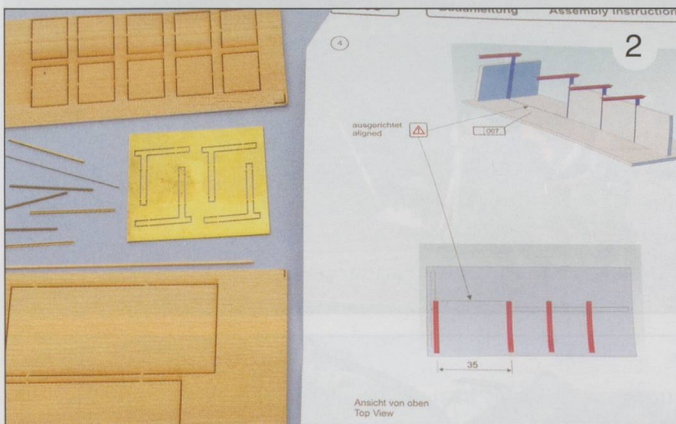 Bauanleitung Assembly Instruction
4
2
ausgerichtet
aligned
007
35
Ansicht von oben
Top View